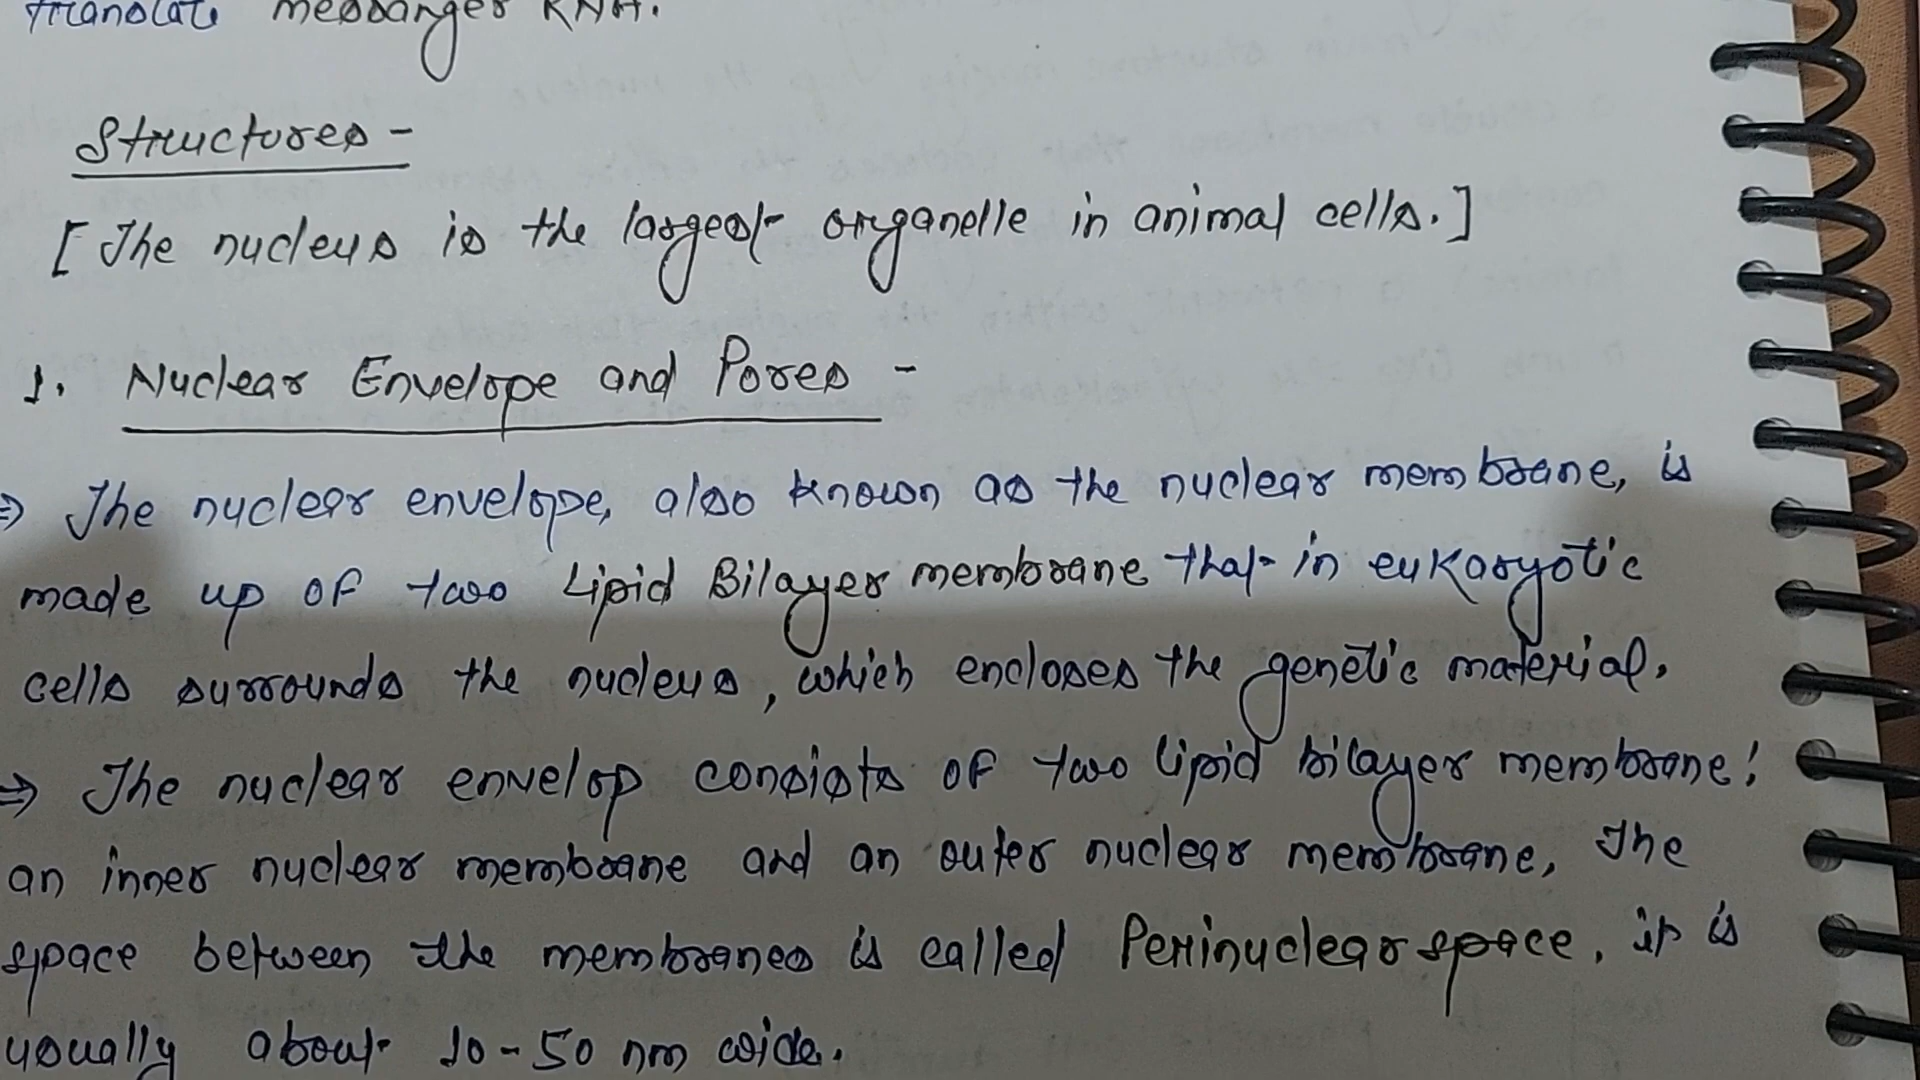 translate messanger RNA.
Structures -
[ The nucleus is the largest organelle in animal cells. ]
1. Nuclear Envelope and Pores -
⇒ The nuclear envelope, also known as the nuclear membrane, is
made up of two Lipid Bilayer membrane that in eukaryotic
cells surrounds the nucleus, which encloses the genetic material.
⇒ The nuclear envelop consists of two lipid bilayer membrane:
an inner nuclear membrane and an outer nuclear membrane, The
space between the membranes is called Perinuclear space. it is
usually about 10-50 nm wide.